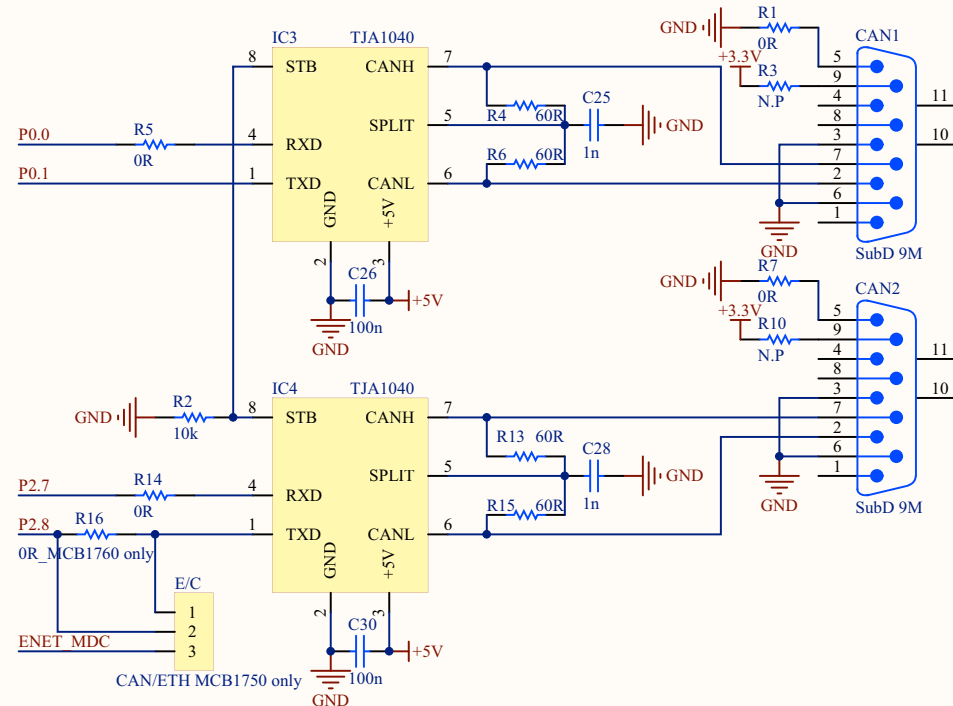 R1
GND
0R
CAN1
IC3
TJA1040
+3.3V
R3
N.P
8
STB
CANH
7
5
9
4
8
3
7
2
6
1
11
10
C25
R4
60R
SPLIT
5
GND
1n
P0.0
R5
0R
4
RXD
R6
60R
P0.1
1
TXD
CANL
6
GND
+5V
2
3
C26
100n
+5V
GND
GND
SubD 9M
R7
GND
0R
CAN2
+3.3V
R10
N.P
5
9
4
8
3
7
2
6
1
11
10
IC4
TJA1040
GND
R2
10k
8
STB
CANH
7
R13
60R
C28
SPLIT
5
GND
1n
P2.7
R14
0R
4
RXD
R15
60R
P2.8
R16
1
TXD
CANL
6
0R_MCB1760 only
GND
+5V
GND
SubD 9M
E/C
1
2
3
2
3
C30
100n
+5V
GND
ENET_MDC
CAN/ETH MCB1750 only